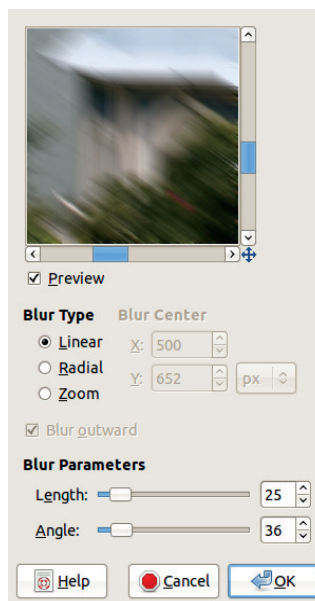 Preview
Blur Type Blur Center
Linear X: 500
Radial Y: 652 px
Zoom
Blur outward
Blur Parameters
Length: 25
Angle: 36
Help Cancel OK